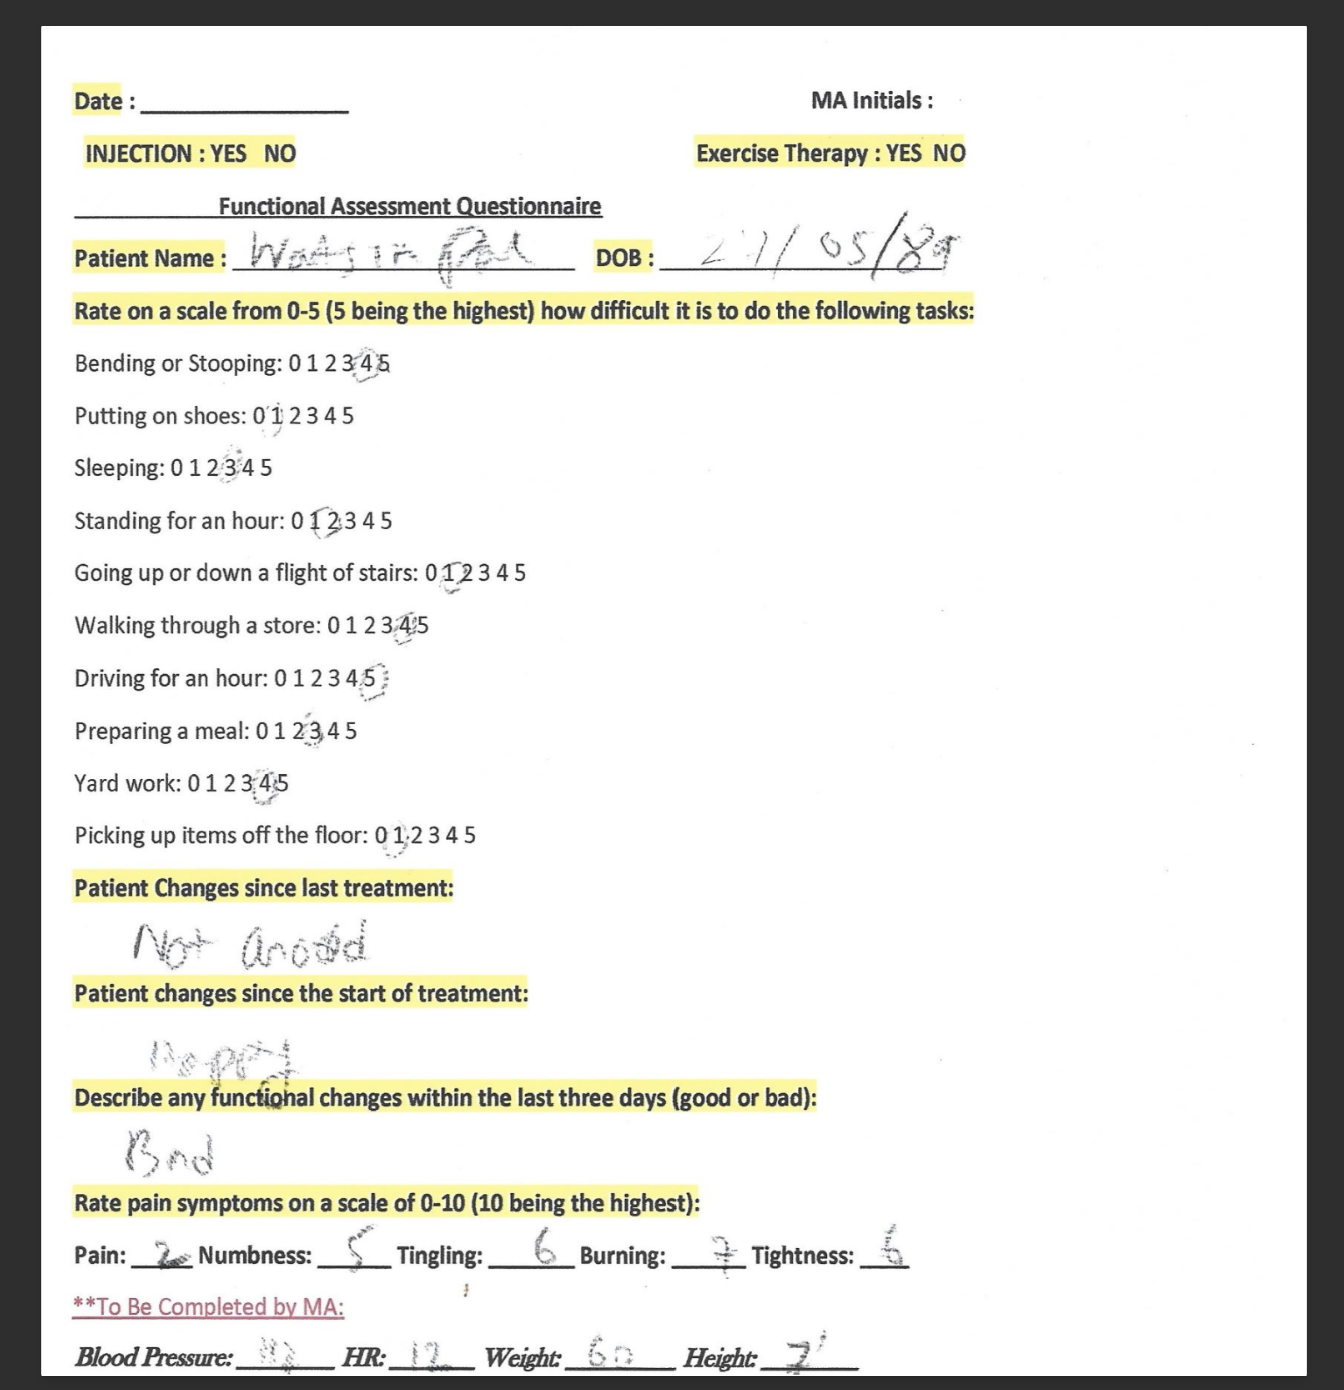 Date : MA Initials :
INJECTION : YES NO Exercise Therapy : YES NO
Functional Assessment Questionnaire
Patient Name : DOB : 27/05/89
Rate on a scale from 0-5 (5 being the highest) how difficult it is to do the following tasks:
Bending or Stooping: 0 1 2 3 4 5
Putting on shoes: 0 1 2 3 4 5
Sleeping: 0 1 2 3 4 5
Standing for an hour: 0 1 2 3 4 5
Going up or down a flight of stairs: 0 1 2 3 4 5
Walking through a store: 0 1 2 3 4 5
Driving for an hour: 0 1 2 3 4 5
Preparing a meal: 0 1 2 3 4 5
Yard work: 0 1 2 3 4 5
Picking up items off the floor: 0 1 2 3 4 5
Patient Changes since last treatment:
Not
Patient changes since the start of treatment:
Describe any functional changes within the last three days (good or bad):
Rate pain symptoms on a scale of 0-10 (10 being the highest):
Pain: 2 Numbness: 5 Tingling: 6 Burning: 7 Tightness: 6
**To Be Completed by MA:
Blood Pressure: HR: 12 Weight: 60 Height: 7'